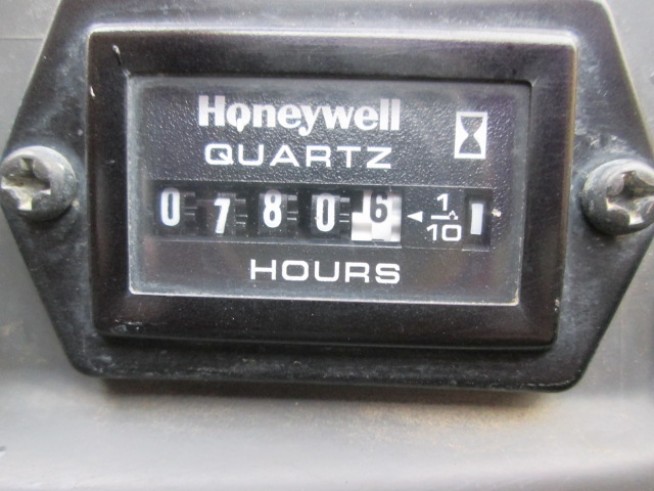 Honeywell
QUARTZ
0 7 8 0 6 ◄ 1/10
HOURS